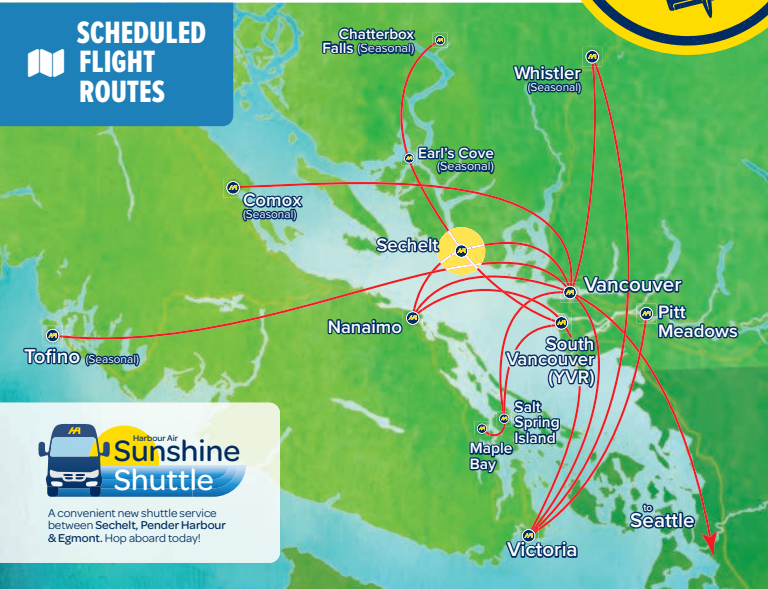 SCHEDULED
FLIGHT
ROUTES
Chatterbox
Falls (Seasonal)
Whistler
(Seasonal)
Earl's Cove
(Seasonal)
Comox
(Seasonal)
Sechelt
Vancouver
Pitt
Meadows
Nanaimo
South
Vancouver
(YVR)
Tofino (Seasonal)
Salt
Spring
Island
Maple
Bay
Harbour Air
Sunshine
Shuttle
A convenient new shuttle service
between Sechelt, Pender Harbour
& Egmont. Hop aboard today!
to
Seattle
Victoria